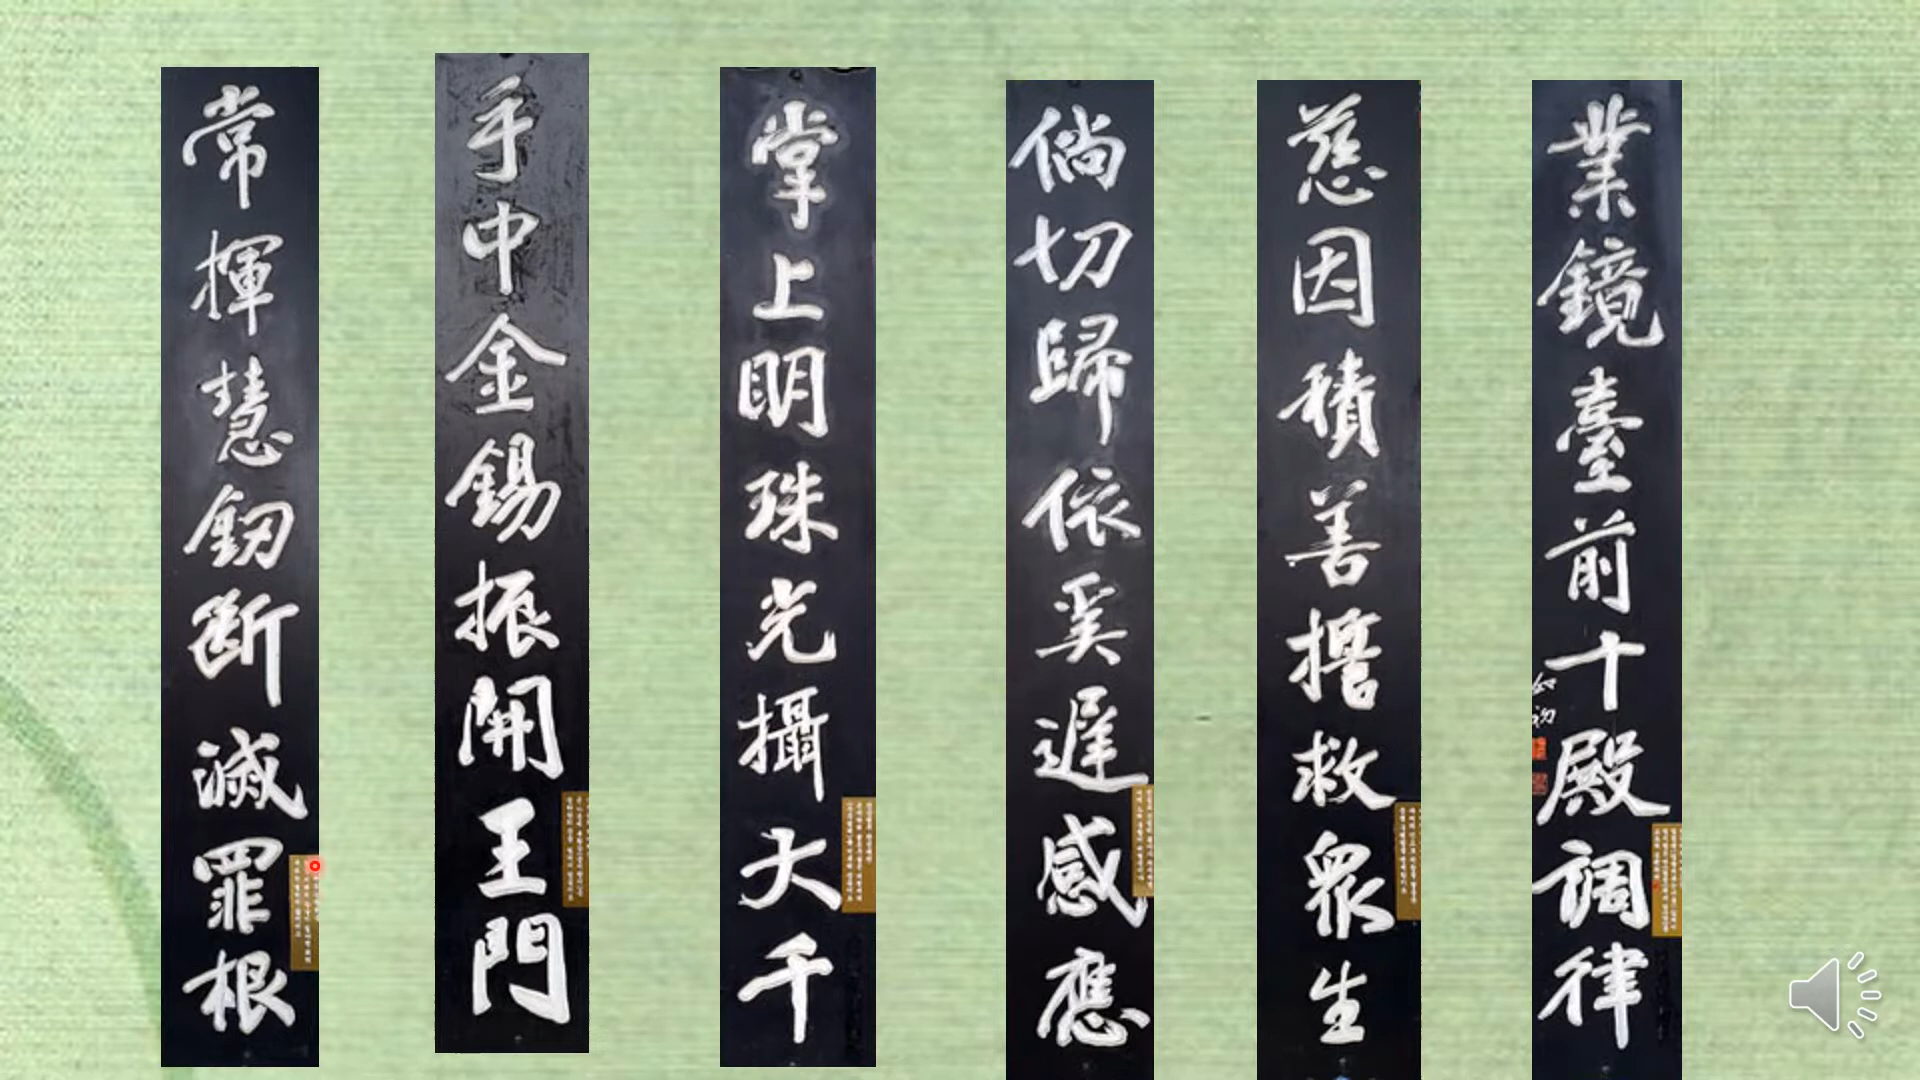 業鏡臺前十殿調律
慈因積善誓救眾生
倘切歸依奚遲感應
掌上明珠光攝大千
手中金錫振開王門
常揮慧釰斷滅罪根